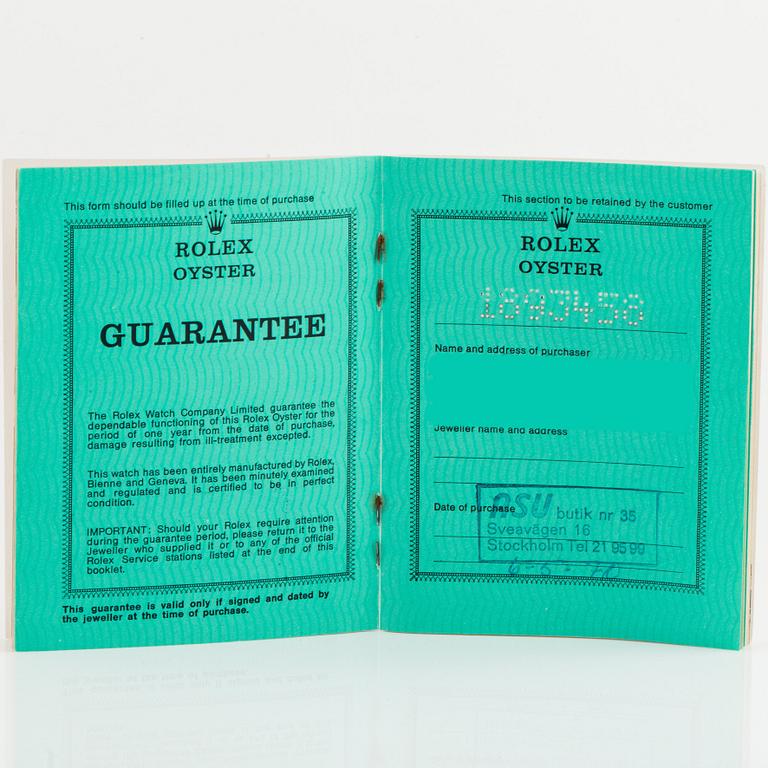 This form should be filled up at the time of purchase
ROLEX
OYSTER
GUARANTEE
The Rolex Watch Company Limited guarantee the
dependable functioning of this Rolex Oyster for the
period of one year from the date of purchase,
damage resulting from ill-treatment excepted.
This watch has been entirely manufactured by Rolex,
Bienne and Geneva. It has been minutely examined
and regulated and is certified to be in perfect
condition.
IMPORTANT: Should your Rolex require attention
during the guarantee period, please return it to the
Jeweller who supplied it or to any of the official
Rolex Service stations listed at the end of this
booklet.
This guarantee is valid only if signed and dated by
the jeweller at the time of purchase.
This section to be retained by the customer
ROLEX
OYSTER
Name and address of purchaser
Jeweller name and address
Date of purchase
butik nr 35
Sveavägen 16
Stockholm Tel 21 95 99